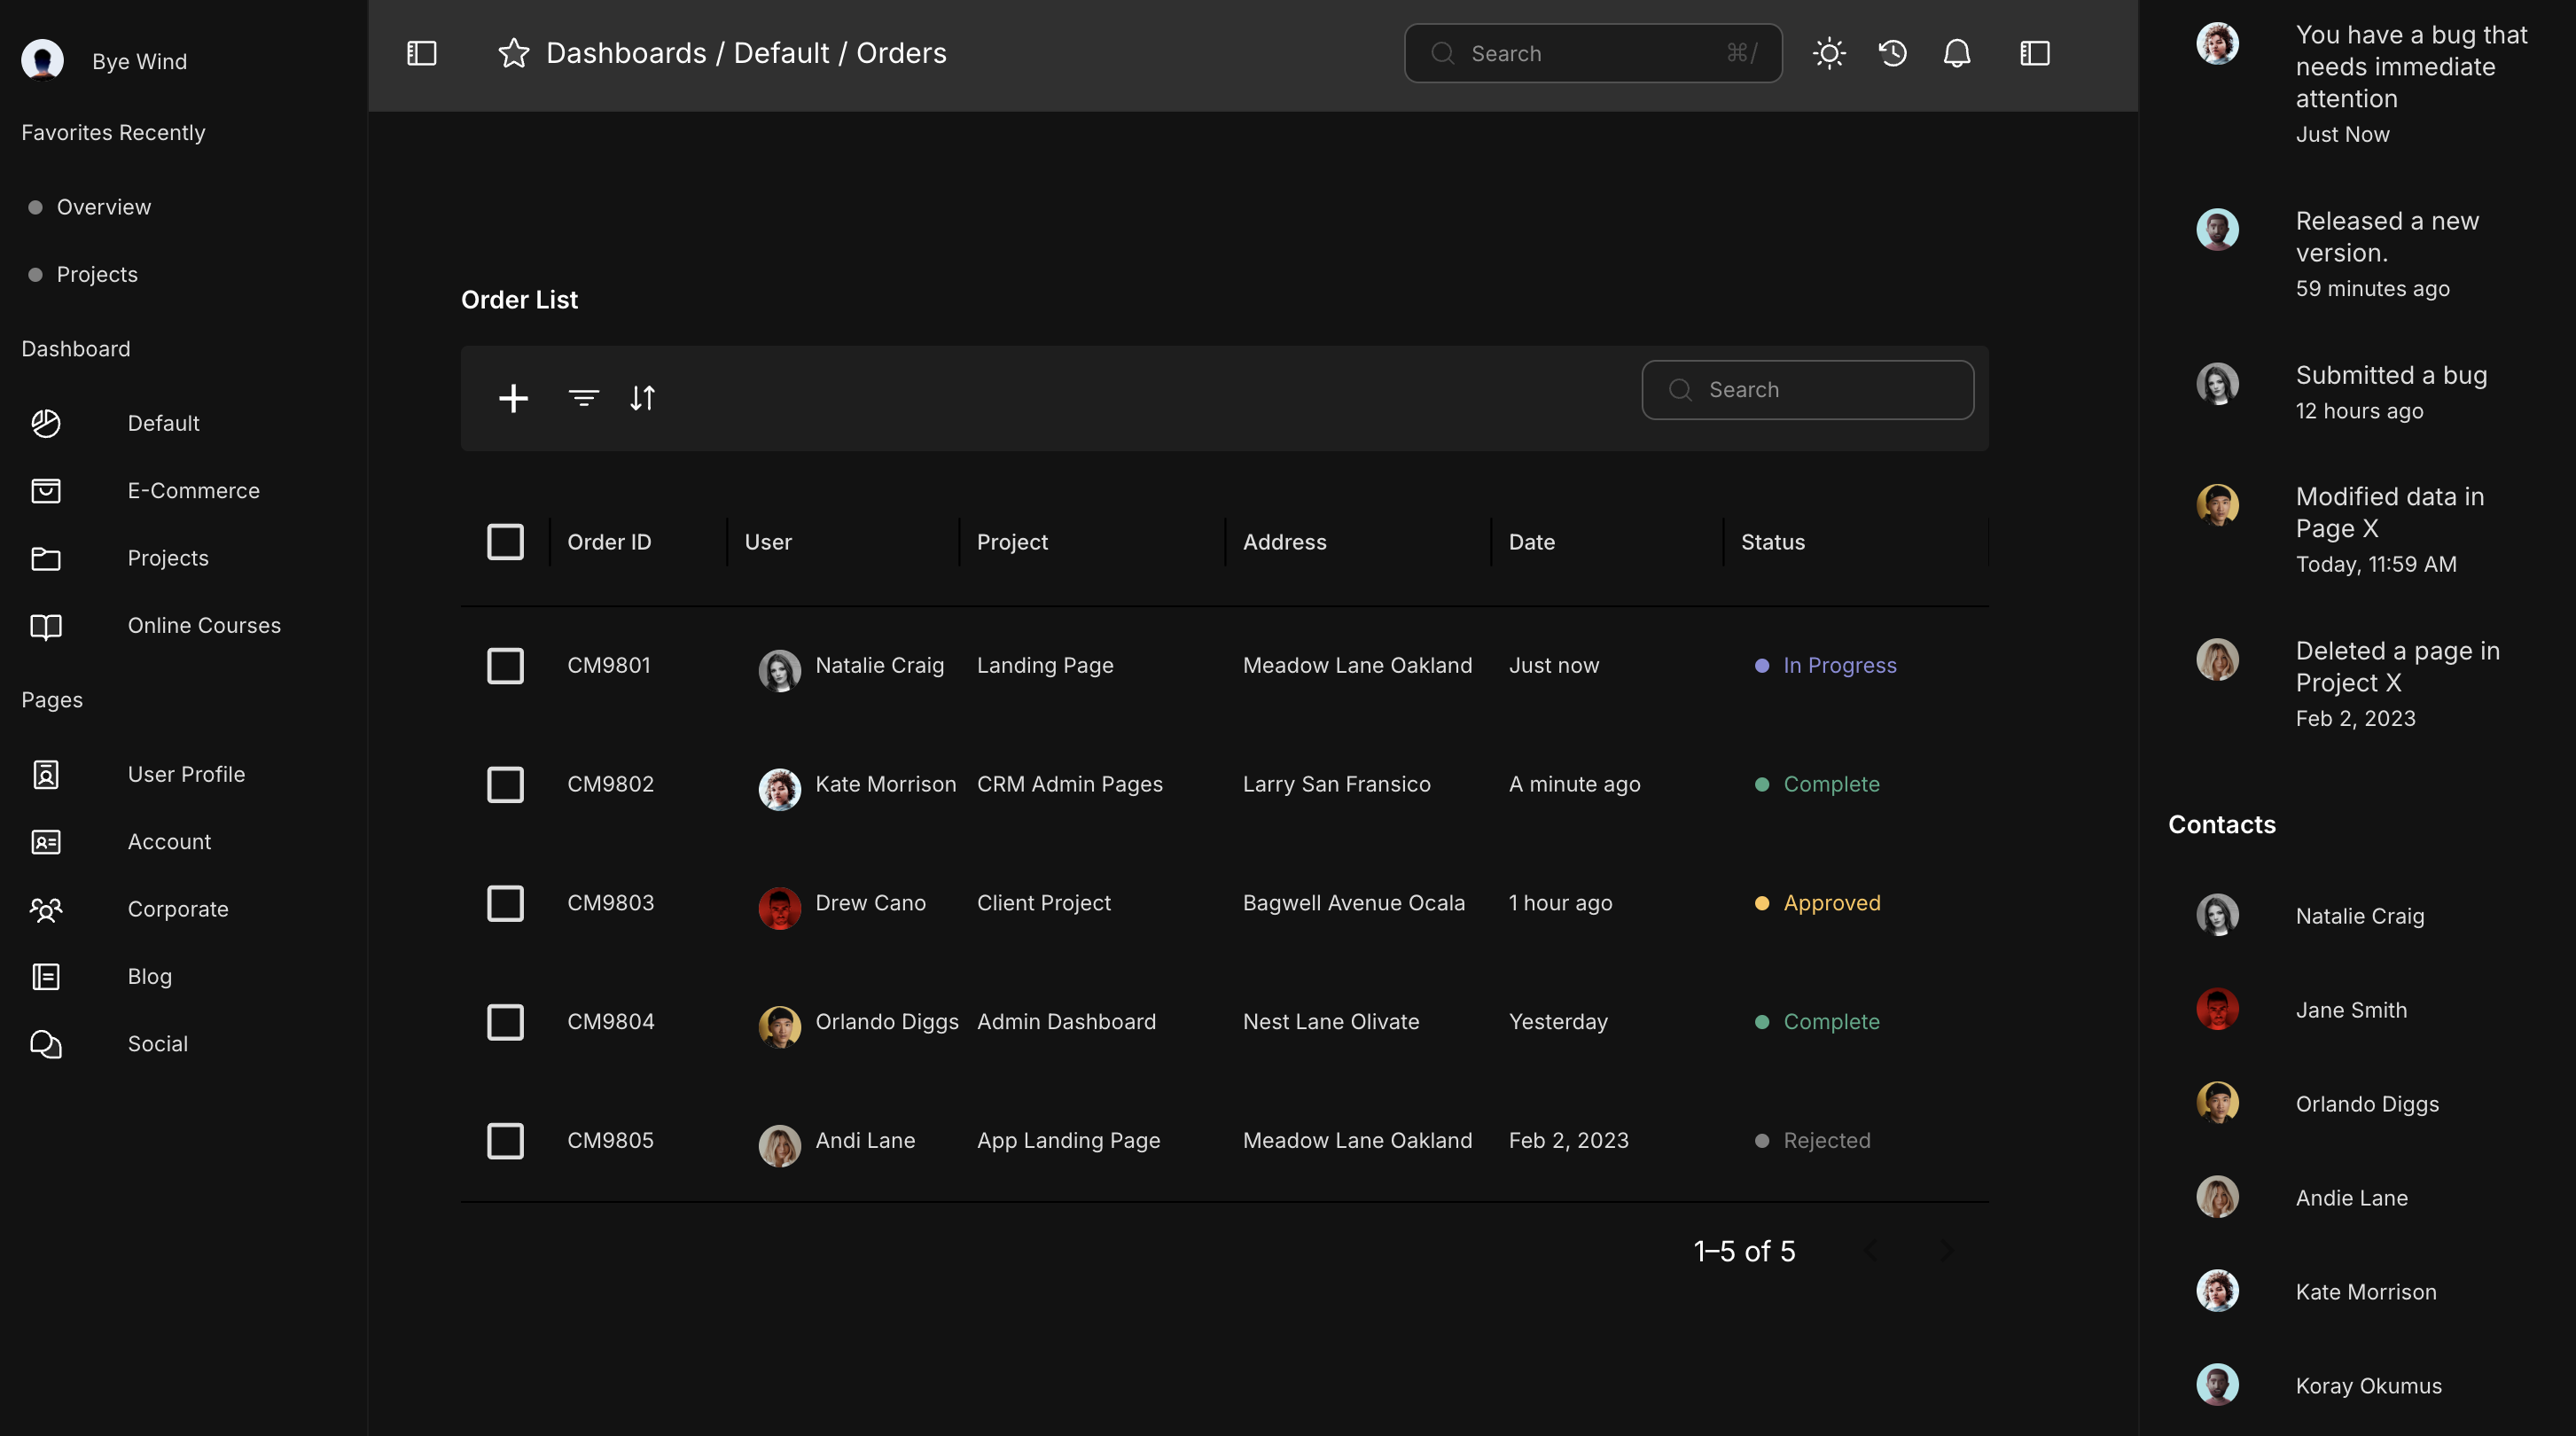 Bye Wind
Favorites Recently
Overview
Projects
Dashboard
Default
E-Commerce
Projects
Online Courses
Pages
User Profile
Account
Corporate
Blog
Social
Dashboards / Default / Orders
Search ⌘/
Order List
Search
Order ID User Project Address Date Status
CM9801 Natalie Craig Landing Page Meadow Lane Oakland Just now In Progress
CM9802 Kate Morrison CRM Admin Pages Larry San Fransico A minute ago Complete
CM9803 Drew Cano Client Project Bagwell Avenue Ocala 1 hour ago Approved
CM9804 Orlando Diggs Admin Dashboard Nest Lane Olivate Yesterday Complete
CM9805 Andi Lane App Landing Page Meadow Lane Oakland Feb 2, 2023 Rejected
1–5 of 5
You have a bug that
needs immediate
attention
Just Now
Released a new
version.
59 minutes ago
Submitted a bug
12 hours ago
Modified data in
Page X
Today, 11:59 AM
Deleted a page in
Project X
Feb 2, 2023
Contacts
Natalie Craig
Jane Smith
Orlando Diggs
Andie Lane
Kate Morrison
Koray Okumus